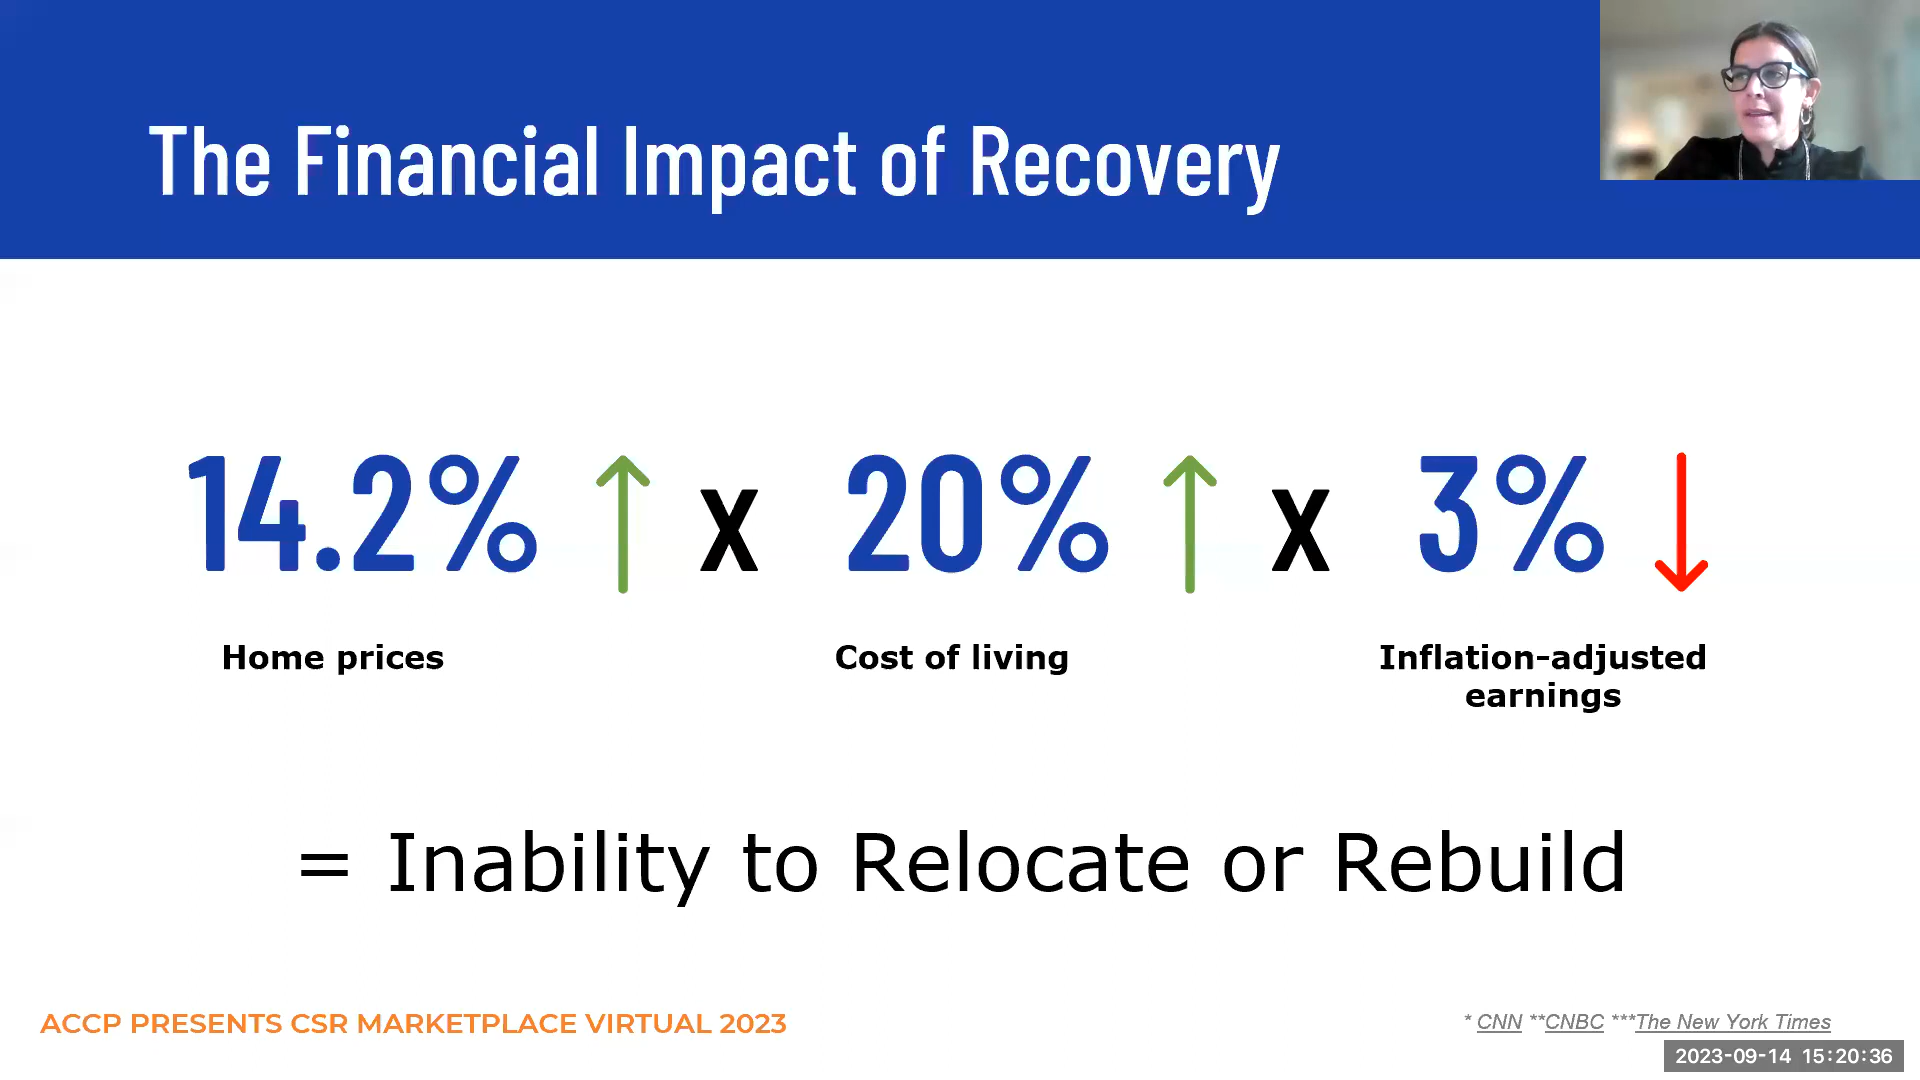 The Financial Impact of Recovery
14.2% ↑ x 20% ↑ x 3% ↓
Home prices
Cost of living
Inflation-adjusted
earnings
= Inability to Relocate or Rebuild
ACCP PRESENTS CSR MARKETPLACE VIRTUAL 2023
* CNN **CNBC ***The New York Times
2023-09-14 15:20:36